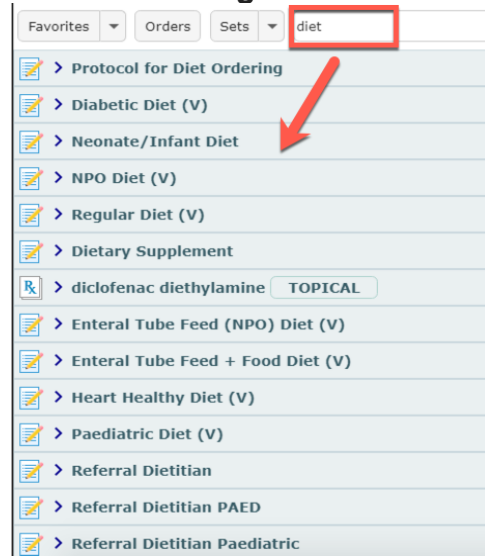 Favorites Orders Sets diet
Protocol for Diet Ordering
Diabetic Diet (V)
Neonate/Infant Diet
NPO Diet (V)
Regular Diet (V)
Dietary Supplement
Rx diclofenac diethylamine TOPICAL
Enteral Tube Feed (NPO) Diet (V)
Enteral Tube Feed + Food Diet (V)
Heart Healthy Diet (V)
Paediatric Diet (V)
Referral Dietitian
Referral Dietitian PAED
Referral Dietitian Paediatric